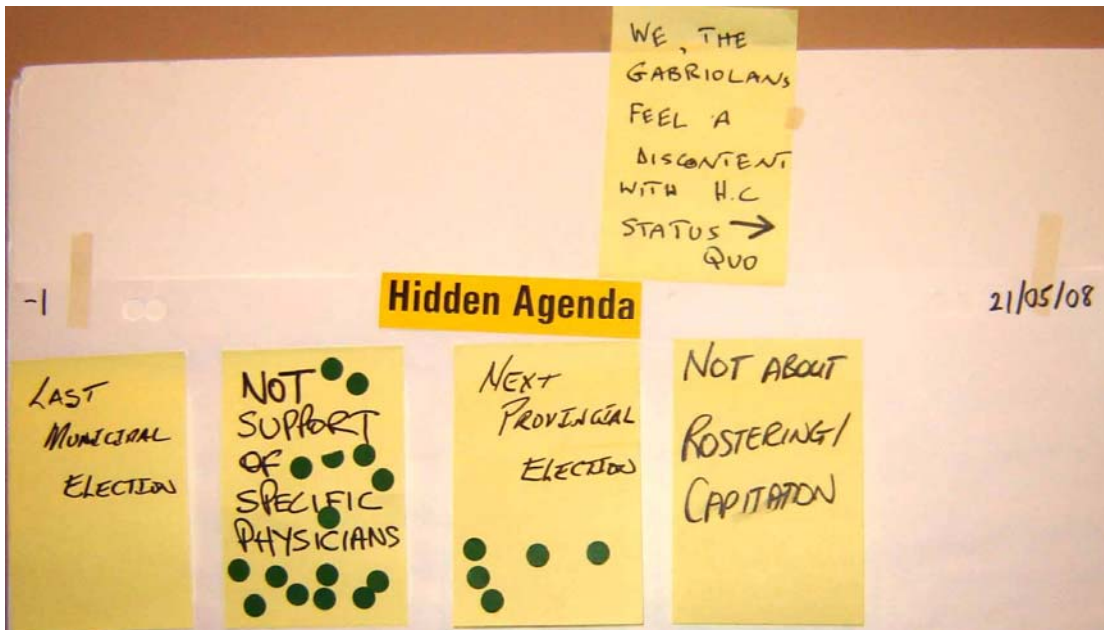 WE, THE
GABRIOLANS
FEEL A
DISCONTENT
WITH H.C
STATUS →
QUO
-1
Hidden Agenda
21/05/08
LAST
MUNICIPAL
ELECTION
NOT
SUPPORT
OF
SPECIFIC
PHYSICIANS
NEXT
PROVINCIAL
ELECTION
NOT ABOUT
ROSTERING/
CAPITATION